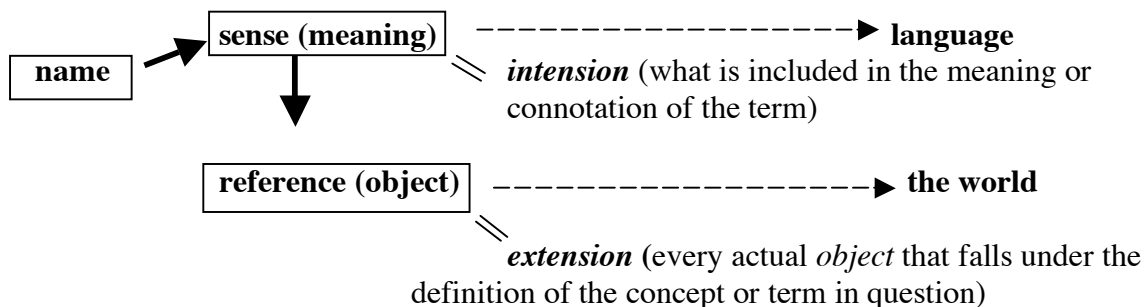 sense (meaning)
language
name
intension (what is included in the meaning or
connotation of the term)
reference (object)
the world
extension (every actual object that falls under the
definition of the concept or term in question)